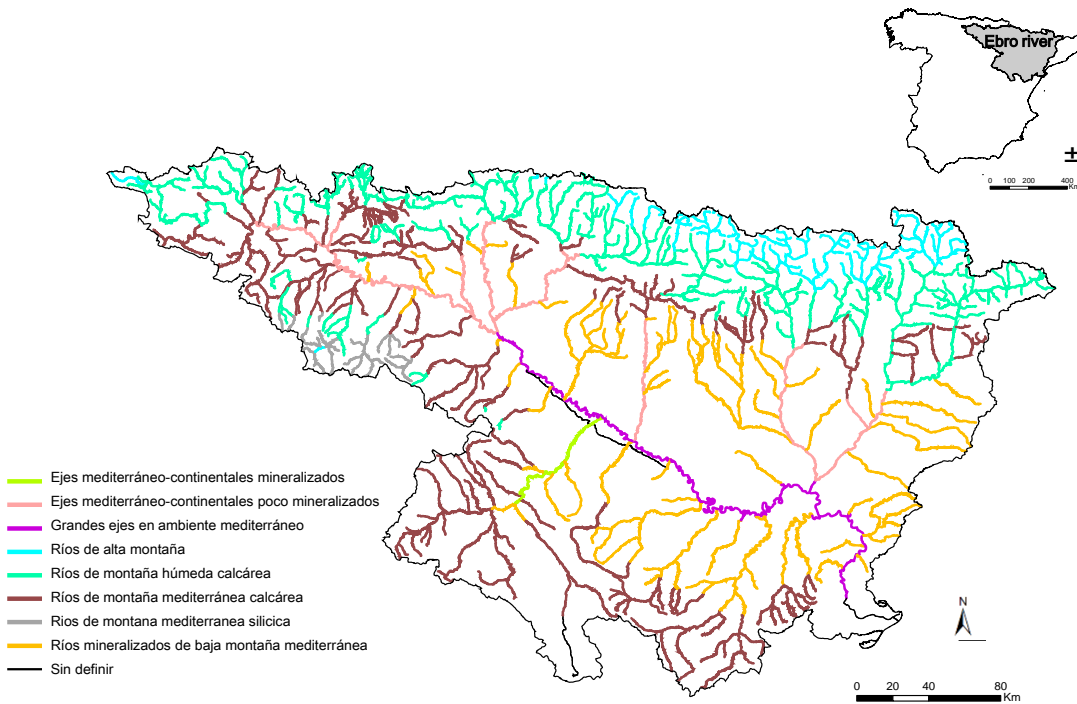 Ebro river
±
0 100 200 400
Km
Ejes mediterráneo-continentales mineralizados
Ejes mediterráneo-continentales poco mineralizados
Grandes ejes en ambiente mediterráneo
Ríos de alta montaña
Ríos de montaña húmeda calcárea
Ríos de montaña mediterránea calcárea
Rios de montana mediterranea silicica
Ríos mineralizados de baja montaña mediterránea
Sin definir
N
0 20 40 80
Km